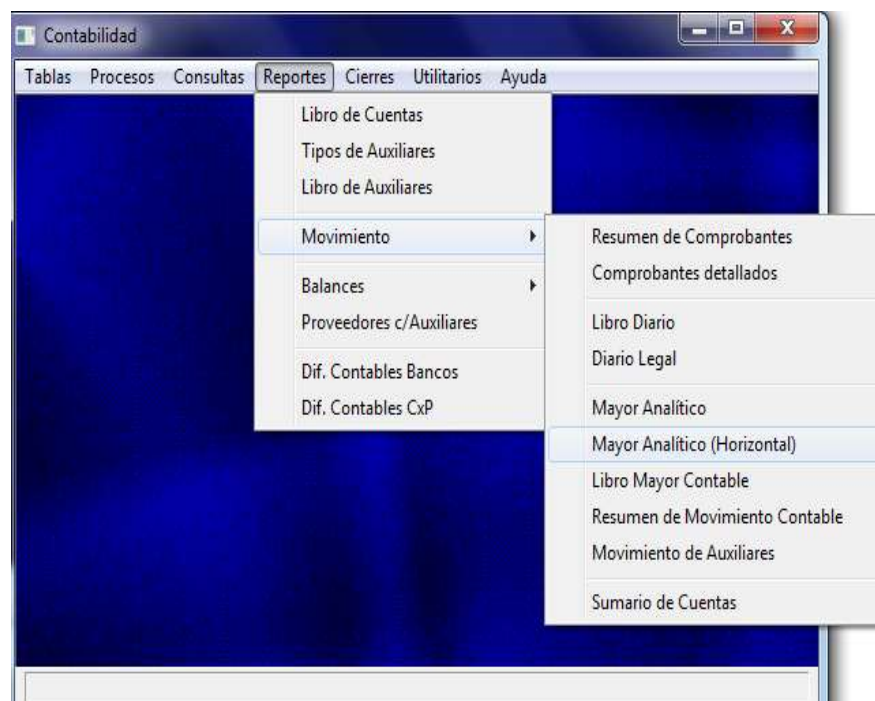 Contabilidad
Tablas Procesos Consultas Reportes Cierres Utilitarios Ayuda
Libro de Cuentas
Tipos de Auxiliares
Libro de Auxiliares
Movimiento
Balances
Proveedores c/Auxiliares
Dif. Contables Bancos
Dif. Contables CxP
Resumen de Comprobantes
Comprobantes detallados
Libro Diario
Diario Legal
Mayor Analítico
Mayor Analítico (Horizontal)
Libro Mayor Contable
Resumen de Movimiento Contable
Movimiento de Auxiliares
Sumario de Cuentas